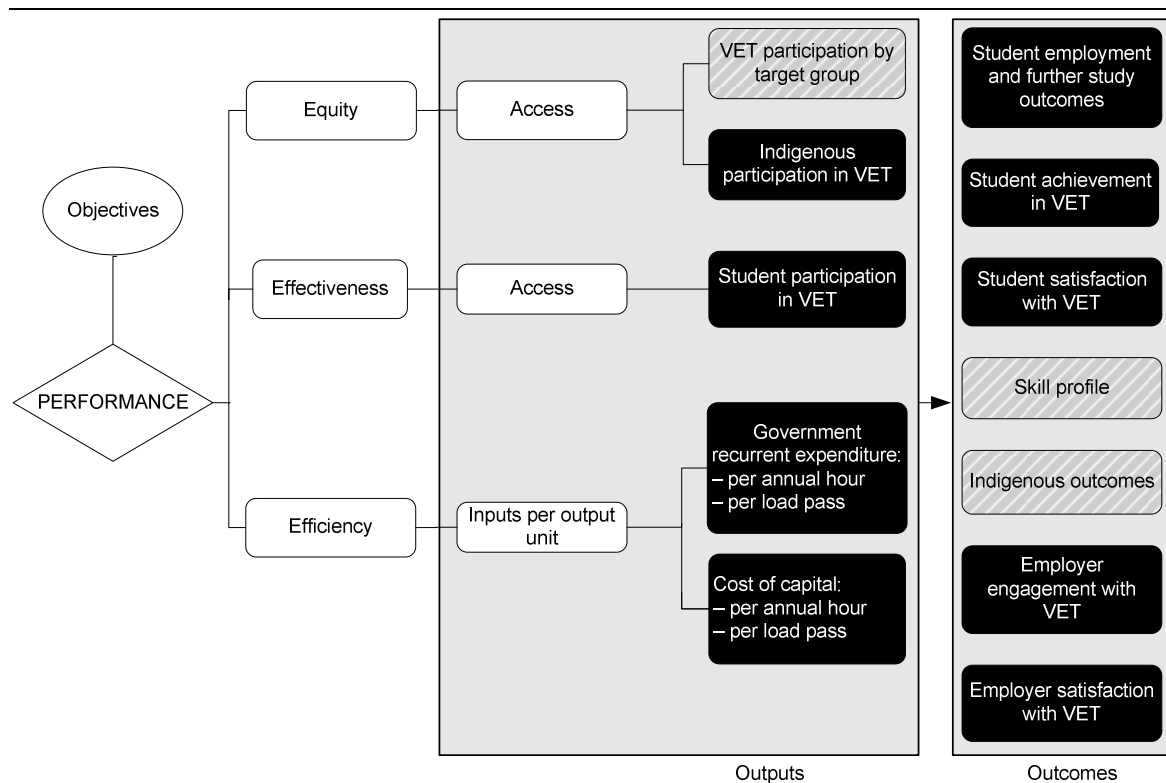 Objectives
PERFORMANCE
Equity
Access
VET participation by
target group
Indigenous
participation in VET
Effectiveness
Access
Student participation
in VET
Efficiency
Inputs per output
unit
Government
recurrent expenditure:
– per annual hour
– per load pass
Cost of capital:
– per annual hour
– per load pass
Outputs
Student employment
and further study
outcomes
Student achievement
in VET
Student satisfaction
with VET
Skill profile
Indigenous outcomes
Employer
engagement with
VET
Employer satisfaction
with VET
Outcomes